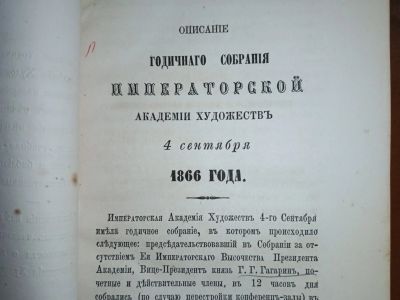 ОПИСАНІЕ
ГОДИЧНАГО СОБРАНІЯ
ИМПЕРАТОРСКОЙ
АКАДЕМІИ ХУДОЖЕСТВЪ
4 сентября
1866 ГОДА.
Императорская Академія Художествъ 4-го Сентября
имѣла годичное собраніе, въ которомъ происходило
слѣдующее: предсѣдательствовавшій въ Собраніи за от-
сутствіемъ Ея Императорскаго Высочества Президента
Академіи, Вице-Президентъ князь Г. Г. Гагаринъ, по-
четные и дѣйствительные члены, въ 12 часовъ дня
собрались (по случаю перестройки конференцъ-залы) въ